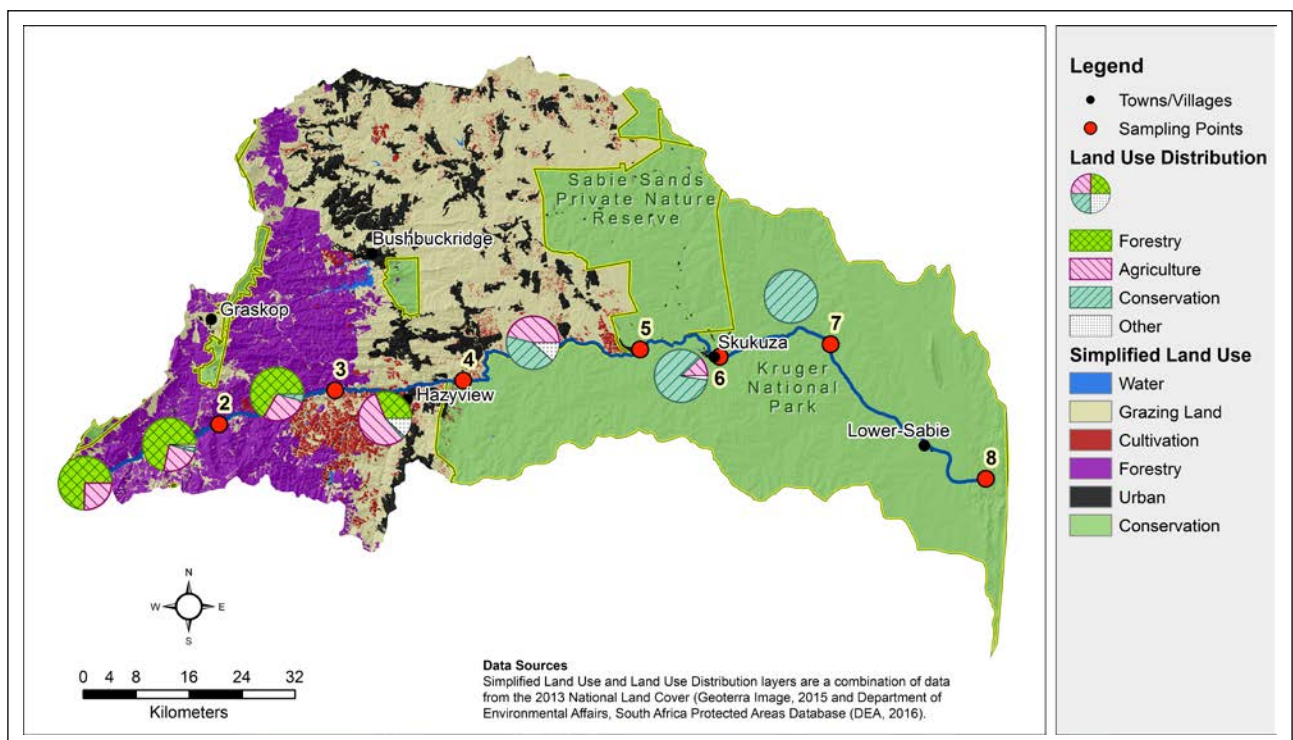 Sabie Sands
Private Nature
Reserve
Bushbuckridge
Graskop
2
3
4
5
Skukuza
6
7
Hazyview
Kruger
National
Park
Lower-Sabie
8
N
W
E
S
0 4 8 16 24 32
Kilometers
Data Sources
Simplified Land Use and Land Use Distribution layers are a combination of data
from the 2013 National Land Cover (Geoterra Image, 2015 and Department of
Environmental Affairs, South Africa Protected Areas Database (DEA, 2016).
Legend
Towns/Villages
Sampling Points
Land Use Distribution
Forestry
Agriculture
Conservation
Other
Simplified Land Use
Water
Grazing Land
Cultivation
Forestry
Urban
Conservation